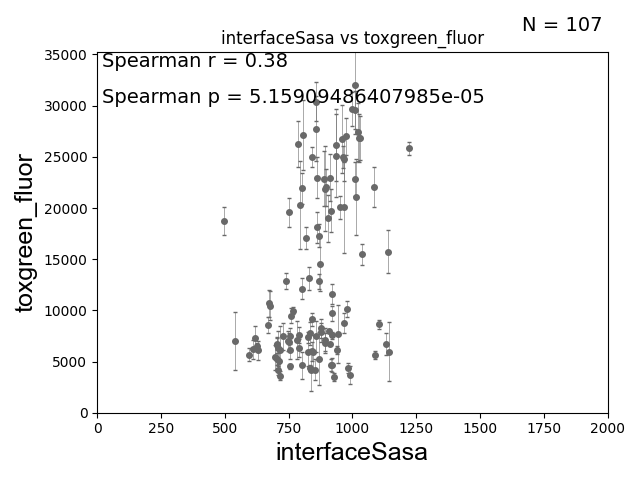 N = 107
interfaceSasa vs toxgreen_fluor
Spearman r = 0.38
Spearman p = 5.15909486407985e-05
toxgreen_fluor
35000
30000
25000
20000
15000
10000
5000
0
0 250 500 750 1000 1250 1500 1750 2000
interfaceSasa